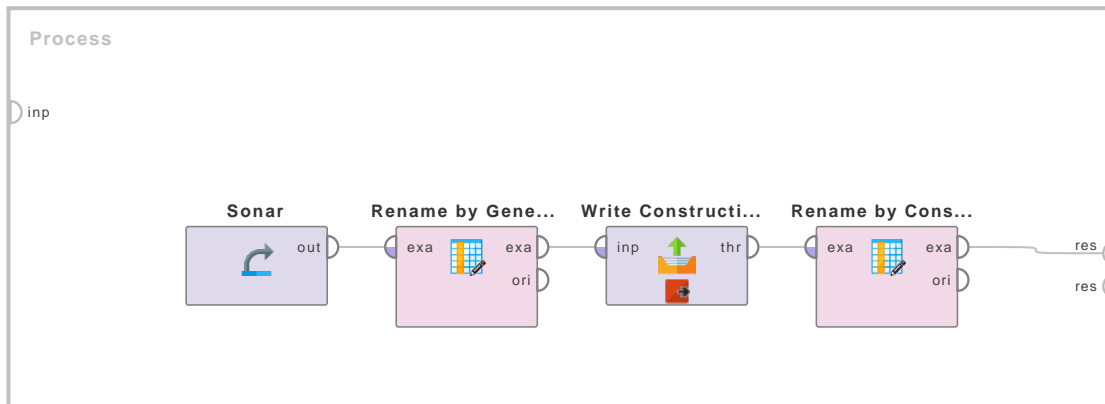 Process
inp
Sonar
Rename by Gene...
Write Constructi...
Rename by Cons...
out
exa
exa
inp
thr
exa
exa
res
ori
ori
res